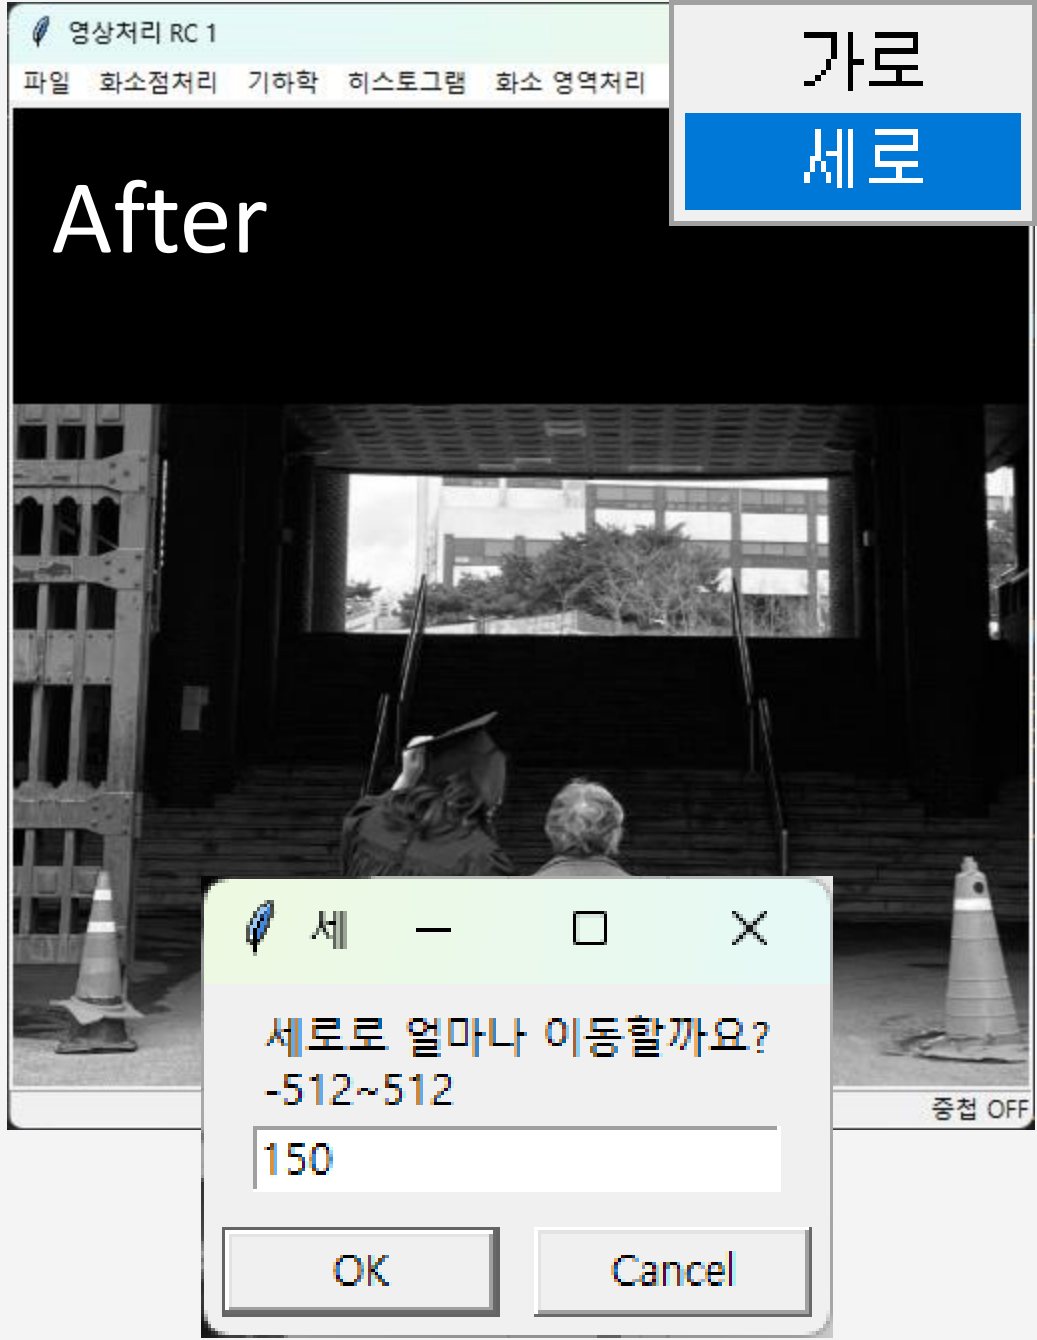 영상처리 RC 1
파일 화소점처리 기하학 히스토그램 화소 영역처리
가로
세로
After
세
세로로 얼마나 이동할까요?
-512~512
150
OK Cancel
중첩 OFF